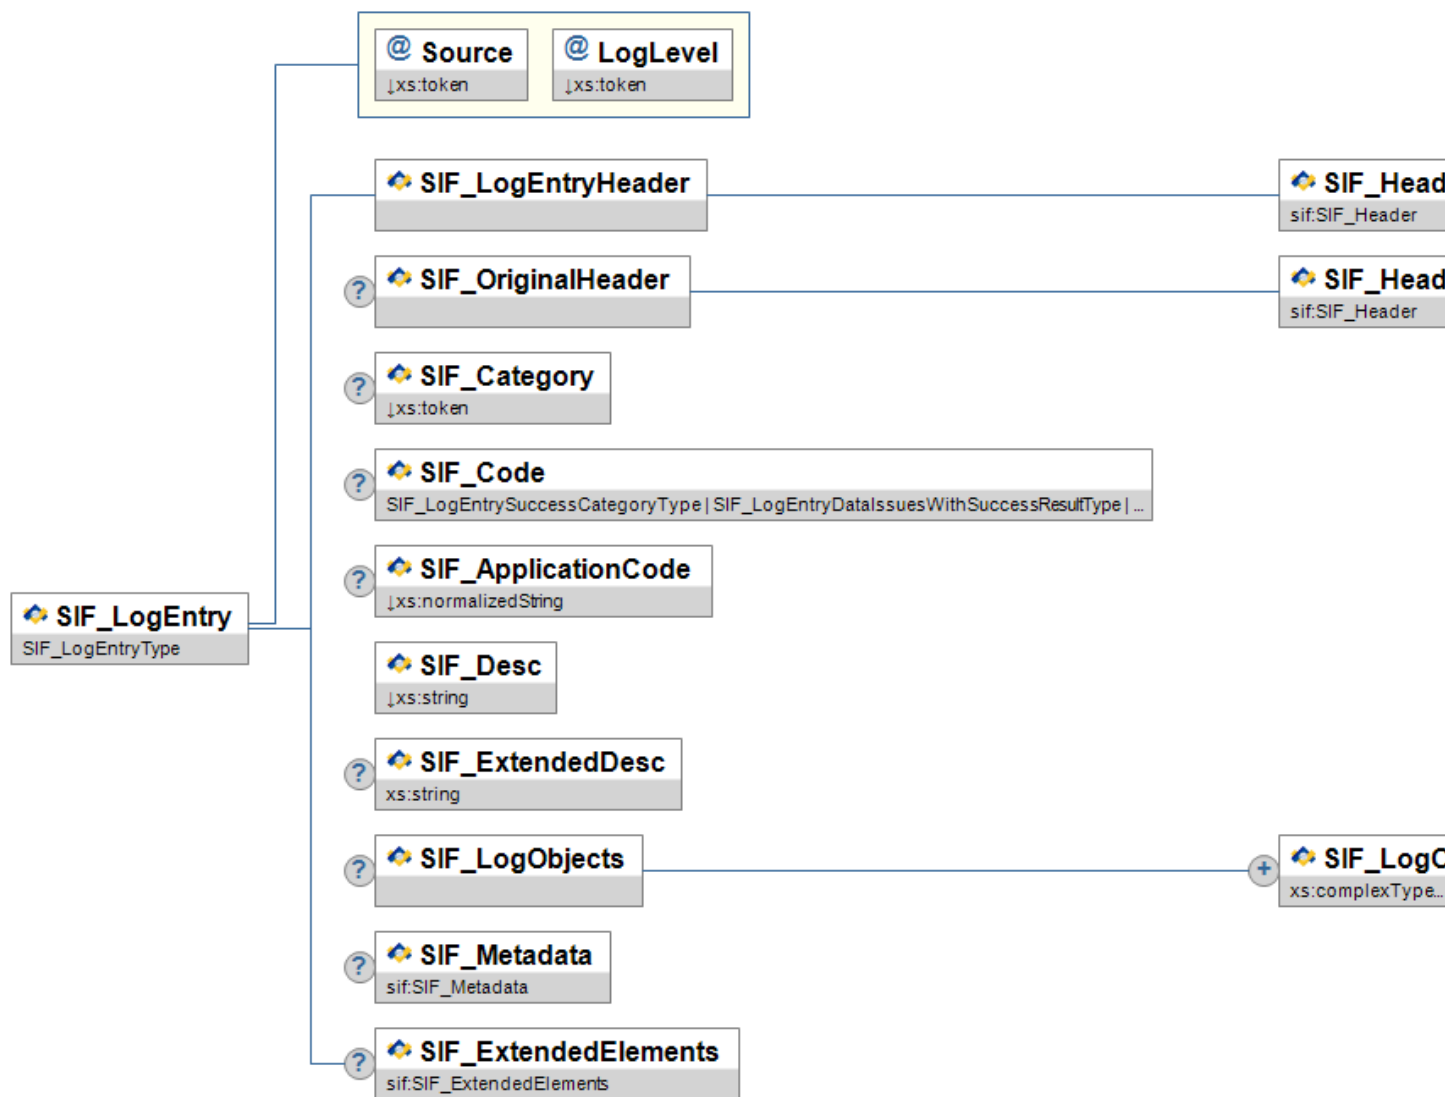 @ Source
↓xs:token
@ LogLevel
↓xs:token
SIF_LogEntryHeader
SIF_Head
sif:SIF_Header
? SIF_OriginalHeader
SIF_Head
sif:SIF_Header
? SIF_Category
↓xs:token
? SIF_Code
SIF_LogEntrySuccessCategoryType | SIF_LogEntryDataIssuesWithSuccessResultType | ...
? SIF_ApplicationCode
↓xs:normalizedString
SIF_LogEntry
SIF_LogEntryType
SIF_Desc
↓xs:string
? SIF_ExtendedDesc
xs:string
? SIF_LogObjects
+ SIF_LogO
xs:complexType...
? SIF_Metadata
sif:SIF_Metadata
? SIF_ExtendedElements
sif:SIF_ExtendedElements